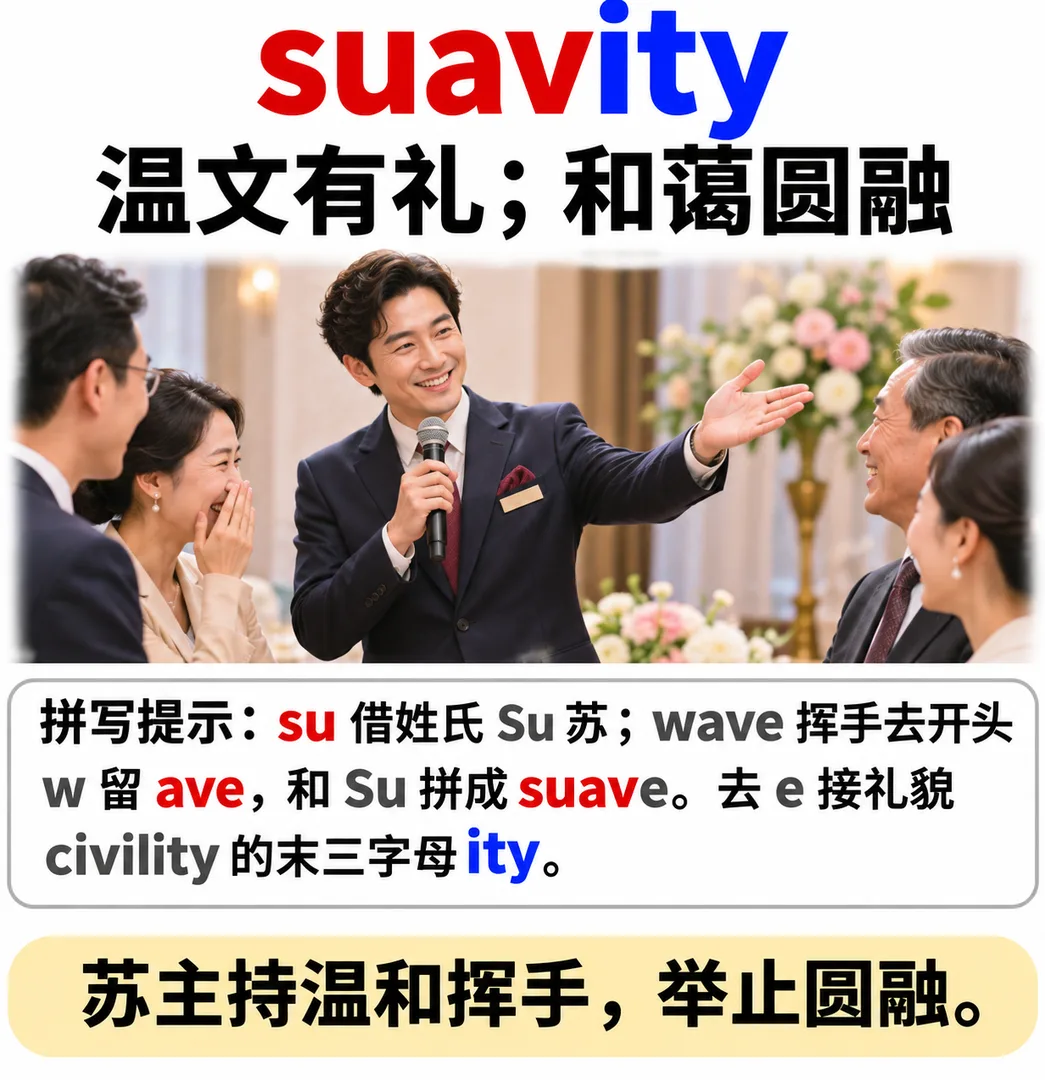 suavity
温文有礼；和蔼圆融
拼写提示：su 借姓氏 Su 苏；wave 挥手去开头
w 留 ave，和 Su 拼成 suave。去 e 接礼貌
civility 的末三字母 ity。
苏主持温和挥手，举止圆融。